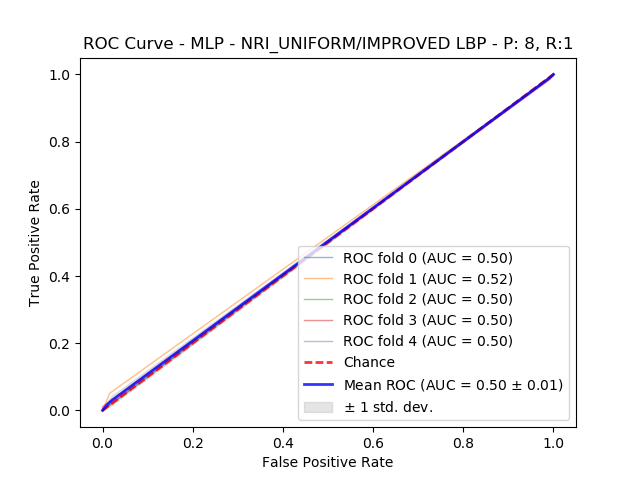 ROC Curve - MLP - NRI_UNIFORM/IMPROVED LBP - P: 8, R:1
True Positive Rate
1.0
0.8
0.6
0.4
0.2
0.0
ROC fold 0 (AUC = 0.50)
ROC fold 1 (AUC = 0.52)
ROC fold 2 (AUC = 0.50)
ROC fold 3 (AUC = 0.50)
ROC fold 4 (AUC = 0.50)
Chance
Mean ROC (AUC = 0.50 ± 0.01)
± 1 std. dev.
0.0 0.2 0.4 0.6 0.8 1.0
False Positive Rate